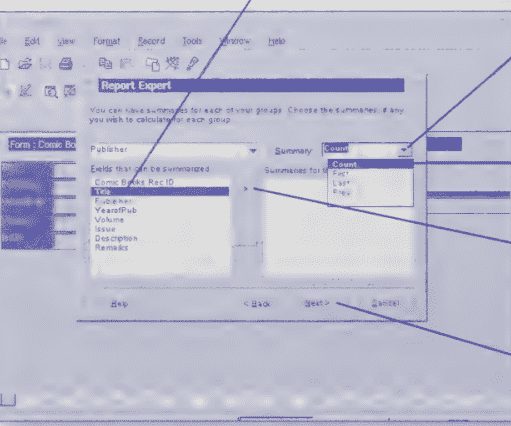 Edit View Format Record Tools Window Help
Report Expert
You can have summaries for each of your groups. Choose the summaries, if any
you wish to calculate for each group.
Form : Comic Bo
Publisher
Summary
Count
Fields that can be summarized
Summaries for
Comic Books Rec ID
Title
Publisher
YearofPub
Volume
Issue
Description
Remarks
>
Count
First
Last
Prev
Help
< Back
Next >
Cancel